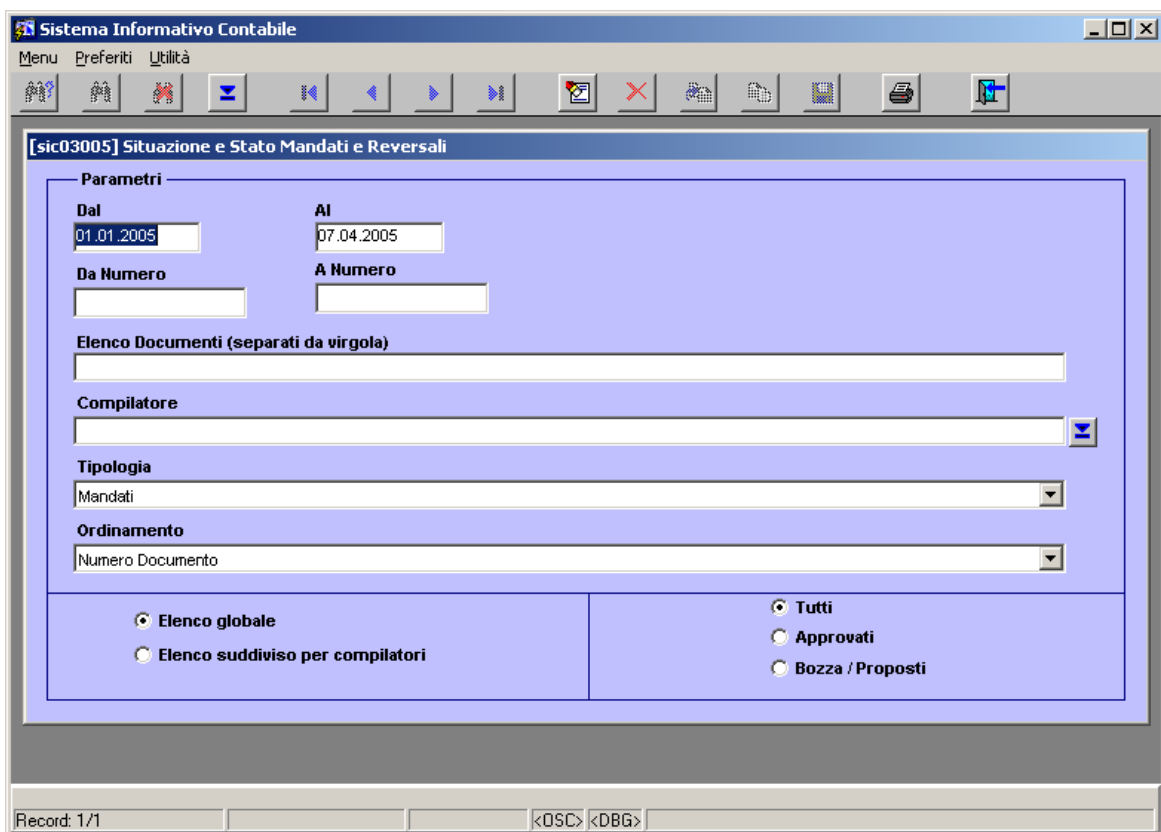 Sistema Informativo Contabile
Menu Preferiti Utilità
[sic03005] Situazione e Stato Mandati e Reversali
Parametri
Dal Al
01.01.2005 07.04.2005
Da Numero A Numero
Elenco Documenti (separati da virgola)
Compilatore
Tipologia
Mandati
Ordinamento
Numero Documento
Elenco globale
Elenco suddiviso per compilatori
Tutti
Approvati
Bozza / Proposti
Record: 1/1 <OSC> <DBG>